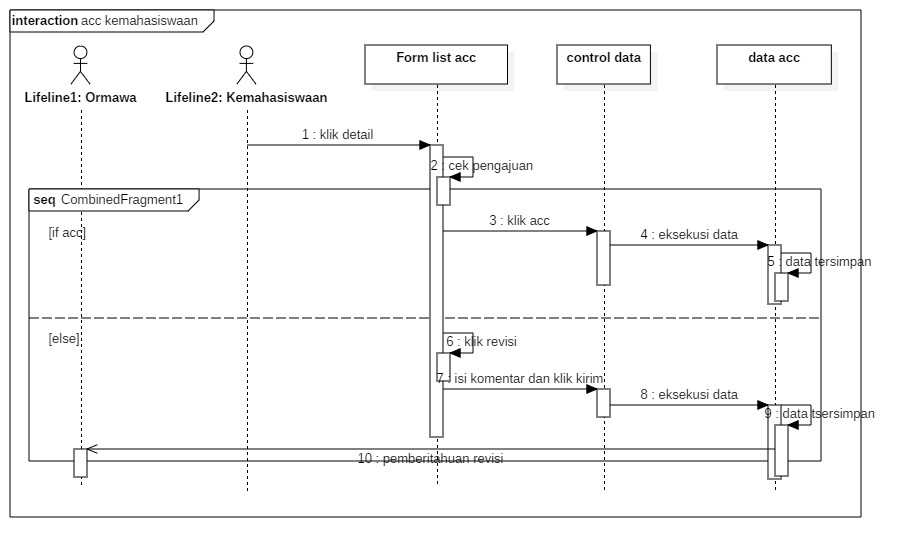 interaction acc kemahasiswaan
Lifeline1: Ormawa
Lifeline2: Kemahasiswaan
Form list acc
control data
data acc
1 : klik detail
2 : cek pengajuan
seq CombinedFragment1
[if acc]
3 : klik acc
4 : eksekusi data
5 : data tersimpan
[else]
6 : klik revisi
7 : isi komentar dan klik kirim
8 : eksekusi data
9 : data tsersimpan
10 : pemberitahuan revisi